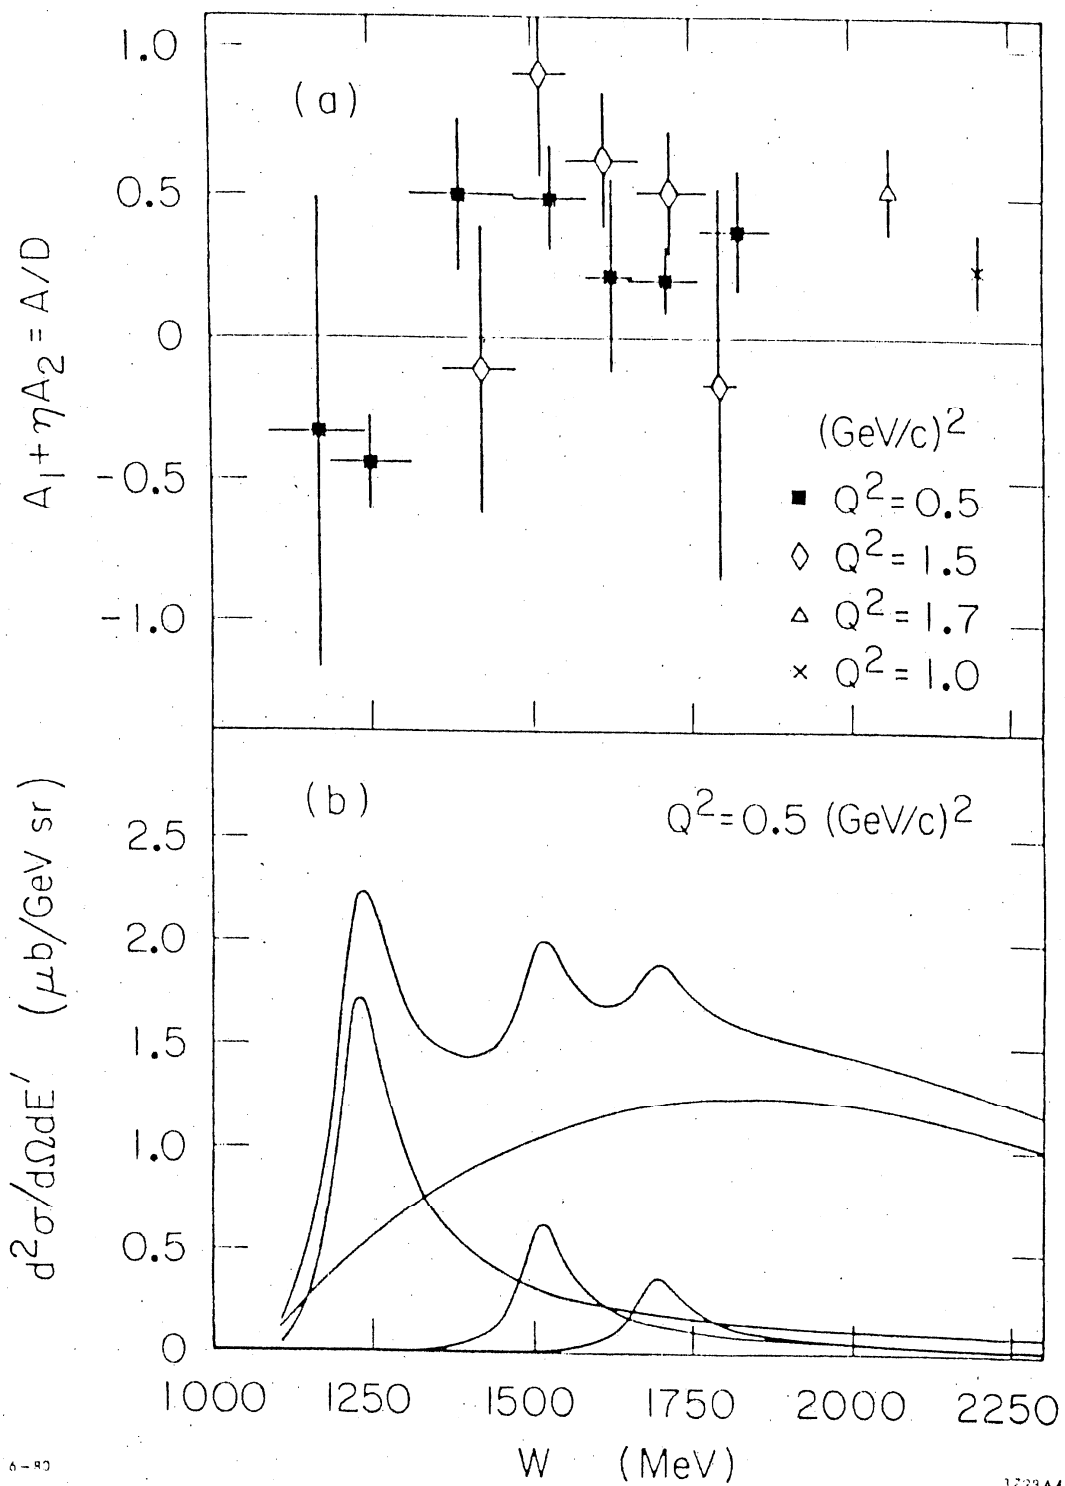 1.0
(a)
0.5
0
-0.5
-1.0
A₁+ηA₂ = A/D
(GeV/c)²
Q² = 0.5
Q² = 1.5
Q² = 1.7
Q² = 1.0
(b)
Q² = 0.5 (GeV/c)²
2.5
2.0
1.5
1.0
0.5
0
d²σ/dΩdE′ (μb/GeV sr)
1000 1250 1500 1750 2000 2250
W (MeV)
6-80